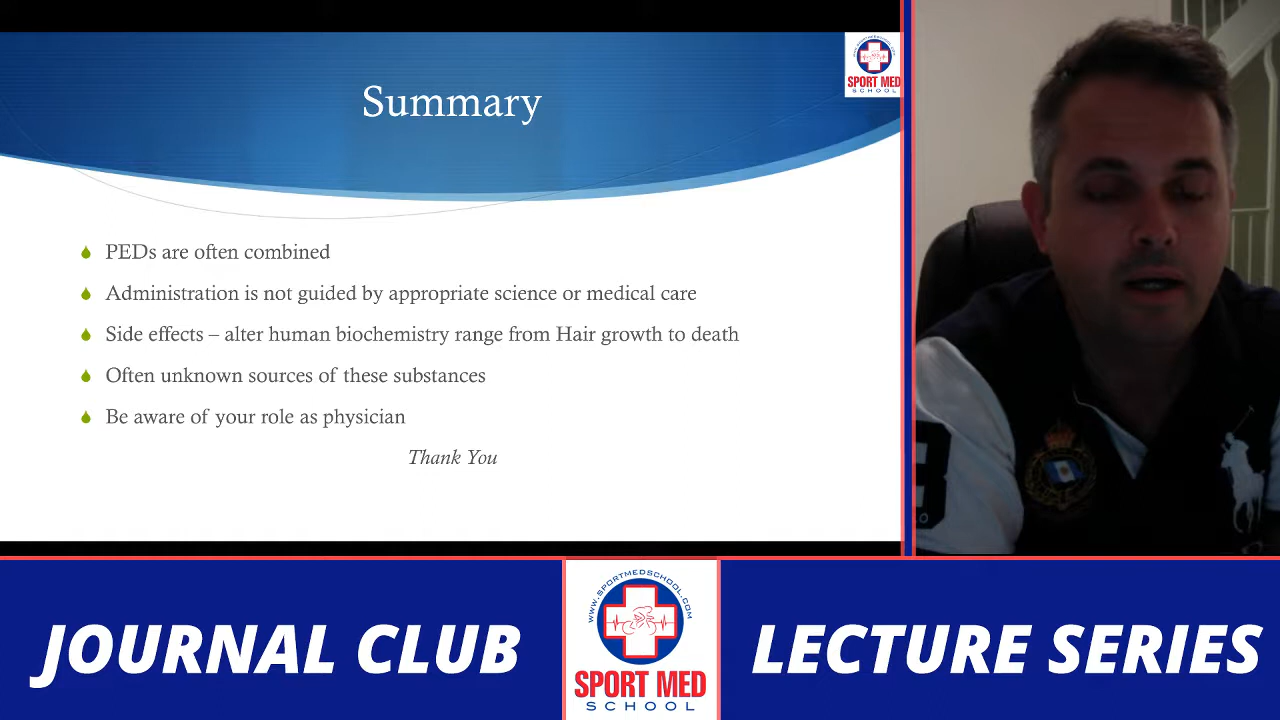 Summary
SPORT MED
SCHOOL
PEDs are often combined
Administration is not guided by appropriate science or medical care
Side effects – alter human biochemistry range from Hair growth to death
Often unknown sources of these substances
Be aware of your role as physician
Thank You
JOURNAL CLUB
WWW.SPORTMEDSCHOOL.COM
SPORT MED
SCHOOL
LECTURE SERIES